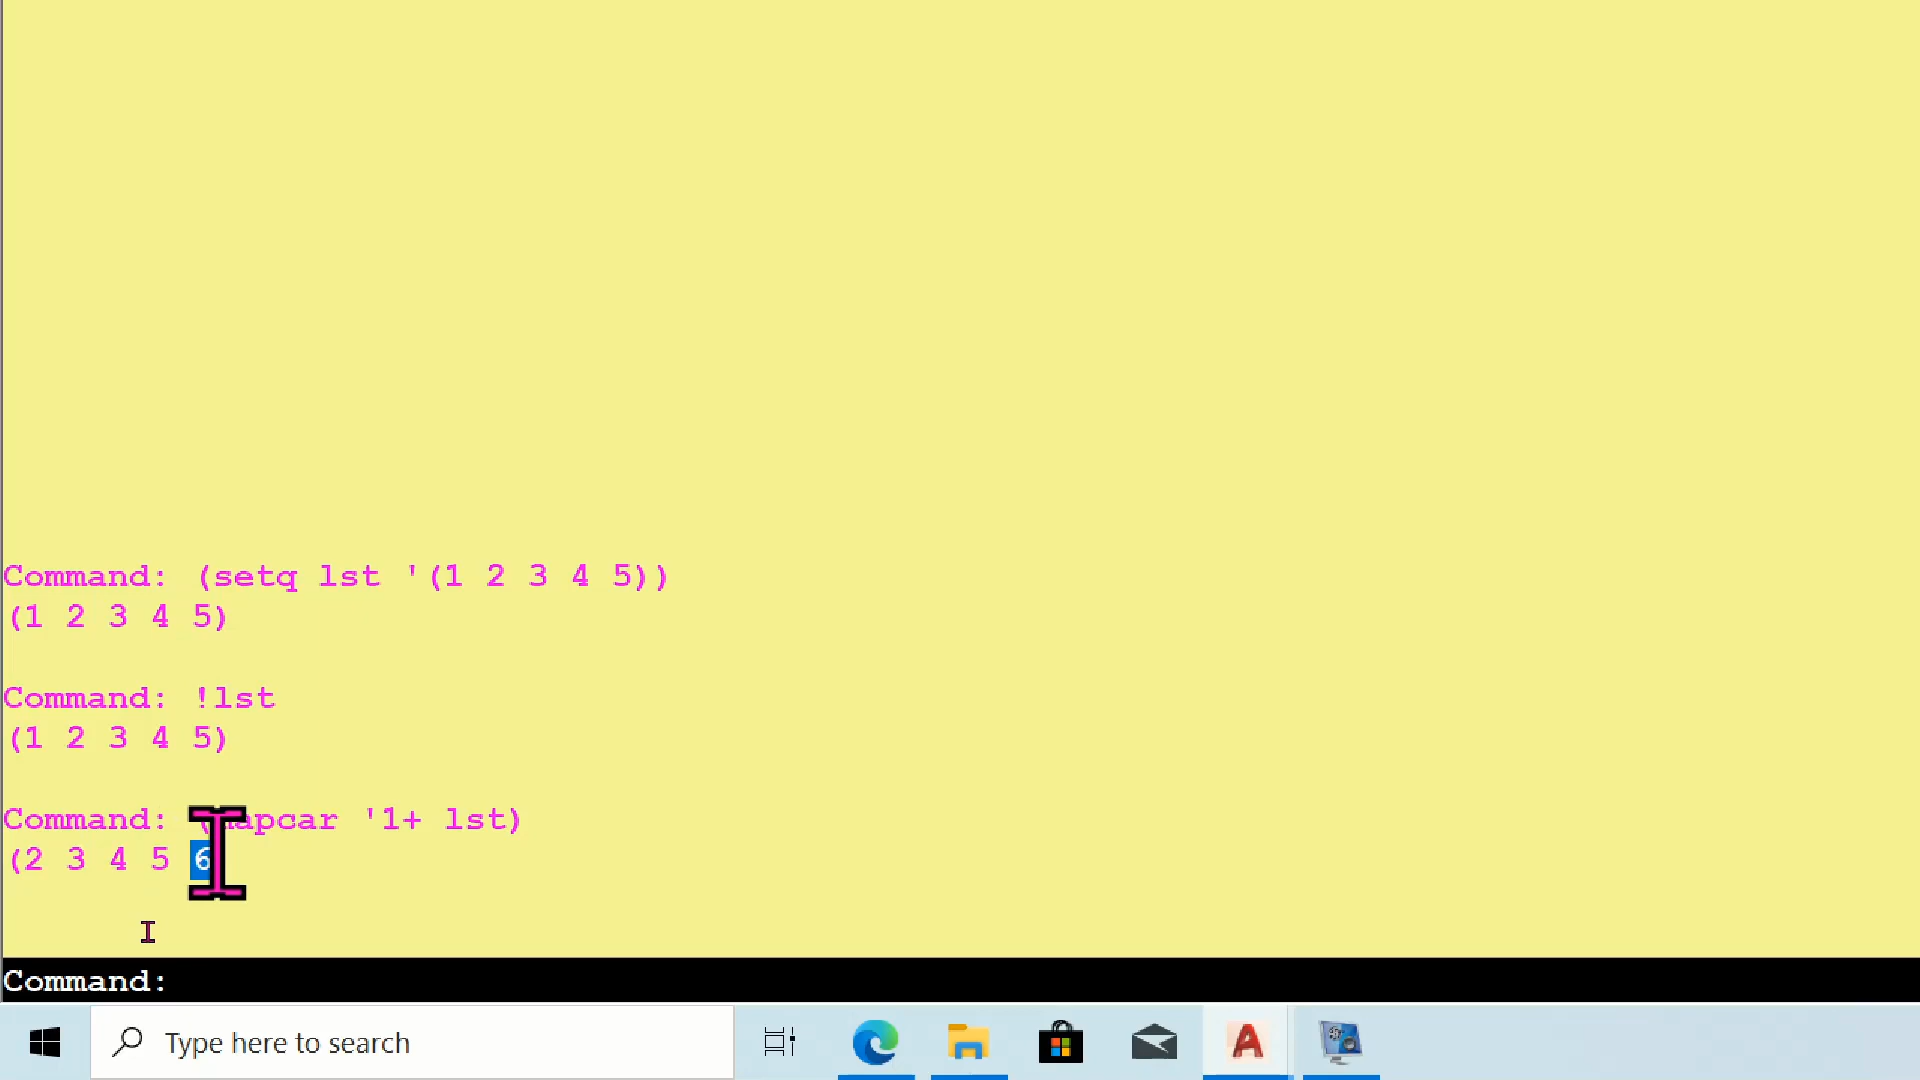 Command: (setq lst '(1 2 3 4 5))
(1 2 3 4 5)
Command: !lst
(1 2 3 4 5)
Command: (mapcar '1+ lst)
(2 3 4 5 6
Command:
Type here to search